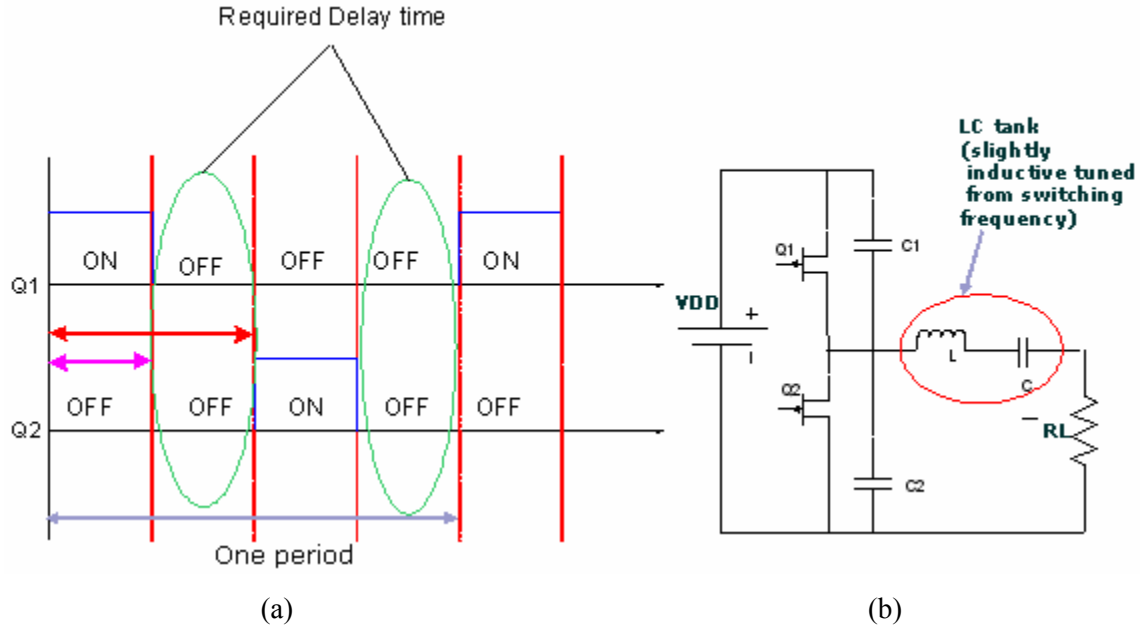 Required Delay time
ON OFF OFF OFF ON
Q1
OFF OFF ON OFF OFF
Q2
One period
(a)
LC tank
(slightly
inductive tuned
from switching
frequency)
Q1
C1
VDD
+
L
C
Q2
RL
C2
(b)